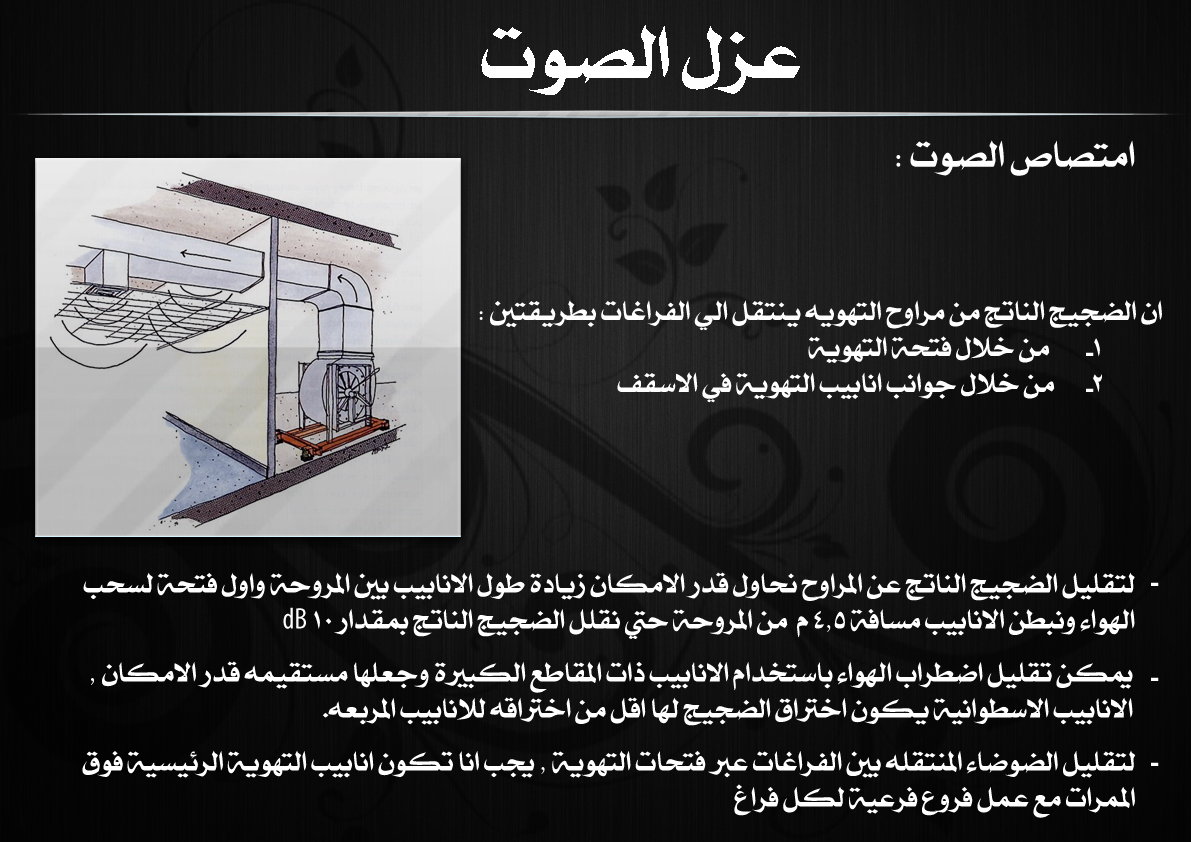 عزل الصوت
امتصاص الصوت :
ان الضجيج الناتج من مراوح التهويه ينتقل الي الفراغات بطريقتين :
١ـ من خلال فتحة التهوية
٢ـ من خلال جوانب انابيب التهوية في الاسقف
- لتقليل الضجيج الناتج عن المراوح نحاول قدر الامكان زيادة طول الانابيب بين المروحة واول فتحة لسحب
الهواء ونبطن الانابيب مسافة ٤,٥ م من المروحة حتي نقلل الضجيج الناتج بمقدار ١٠ dB
- يمكن تقليل اضطراب الهواء باستخدام الانابيب ذات المقاطع الكبيرة وجعلها مستقيمه قدر الامكان ,
الانابيب الاسطوانية يكون اختراق الضجيج لها اقل من اختراقه للانابيب المربعه.
- لتقليل الضوضاء المنتقله بين الفراغات عبر فتحات التهوية , يجب انا تكون انابيب التهوية الرئيسية فوق
الممرات مع عمل فروع فرعية لكل فراغ